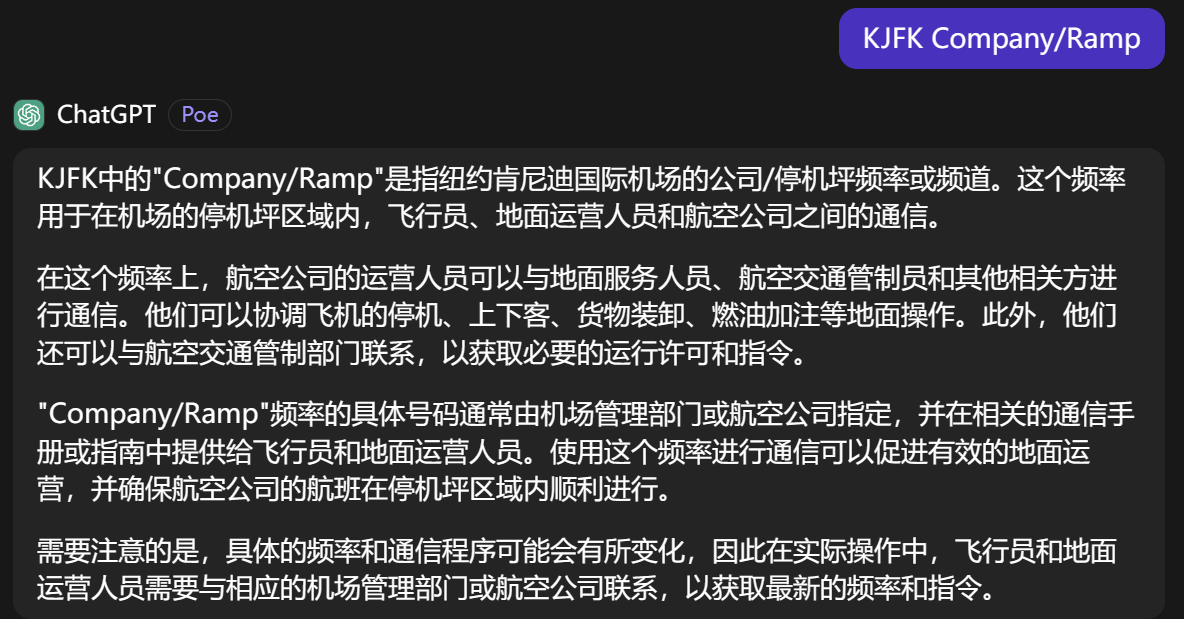 KJFK Company/Ramp
ChatGPT Poe
KJFK中的"Company/Ramp"是指纽约肯尼迪国际机场的公司/停机坪频率或频道。这个频率
用于在机场的停机坪区域内，飞行员、地面运营人员和航空公司之间的通信。
在这个频率上，航空公司的运营人员可以与地面服务人员、航空交通管制员和其他相关方进
行通信。他们可以协调飞机的停机、上下客、货物装卸、燃油加注等地面操作。此外，他们
还可以与航空交通管制部门联系，以获取必要的运行许可和指令。
"Company/Ramp"频率的具体号码通常由机场管理部门或航空公司指定，并在相关的通信手
册或指南中提供给飞行员和地面运营人员。使用这个频率进行通信可以促进有效的地面运
营，并确保航空公司的航班在停机坪区域内顺利进行。
需要注意的是，具体的频率和通信程序可能会有所变化，因此在实际操作中，飞行员和地面
运营人员需要与相应的机场管理部门或航空公司联系，以获取最新的频率和指令。